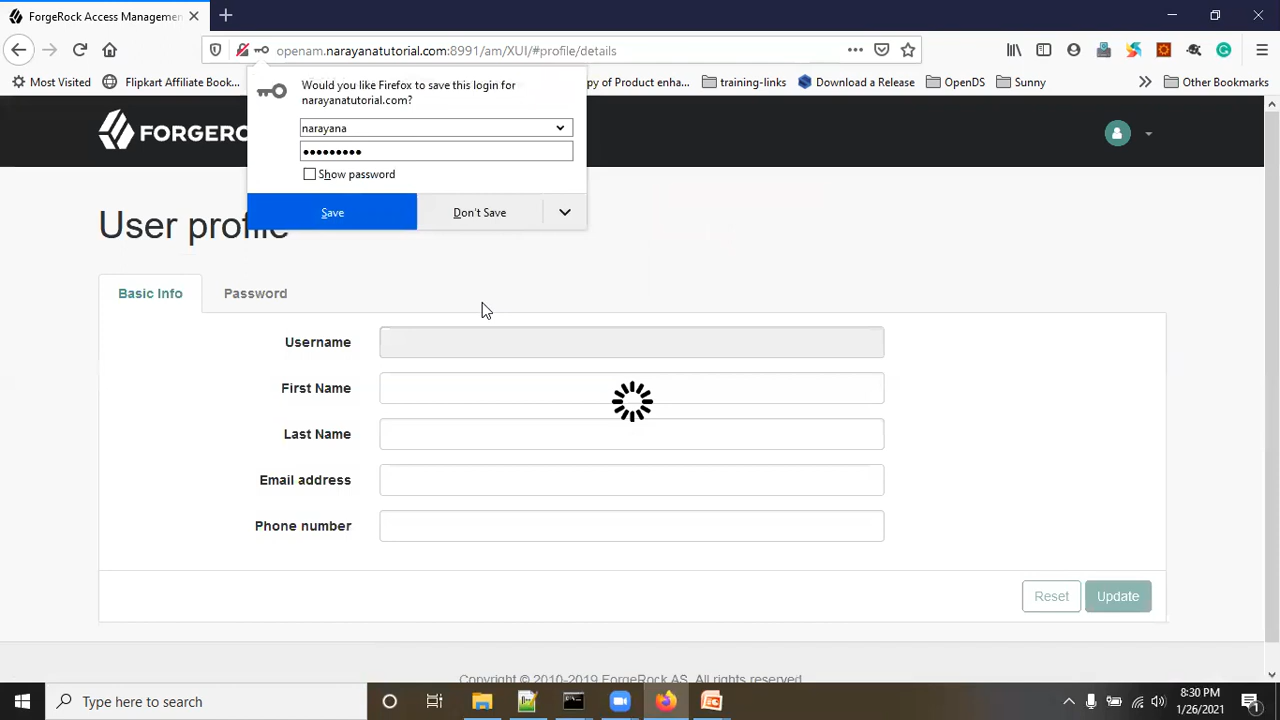 ForgeRock Access Managemen
openam.narayanatutorial.com:8991/am/XUI/#profile/details
Most Visited
Flipkart Affiliate Book...
of Product enha...
training-links
Download a Release
OpenDS
Sunny
Other Bookmarks
Would you like Firefox to save this login for
narayanatutorial.com?
narayana
Show password
Save
Don't Save
FORGERO
User profile
Basic Info
Password
Username
First Name
Last Name
Email address
Phone number
Reset
Update
Copyright © 2010-2019 ForgeRock AS. All rights reserved.
Type here to search
8:30 PM
1/26/2021
1